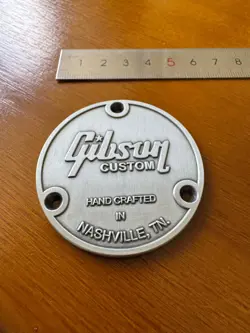 1 2 3 4 5 6 7 8
Gibson
CUSTOM
HAND CRAFTED
IN
NASHVILLE, TN.